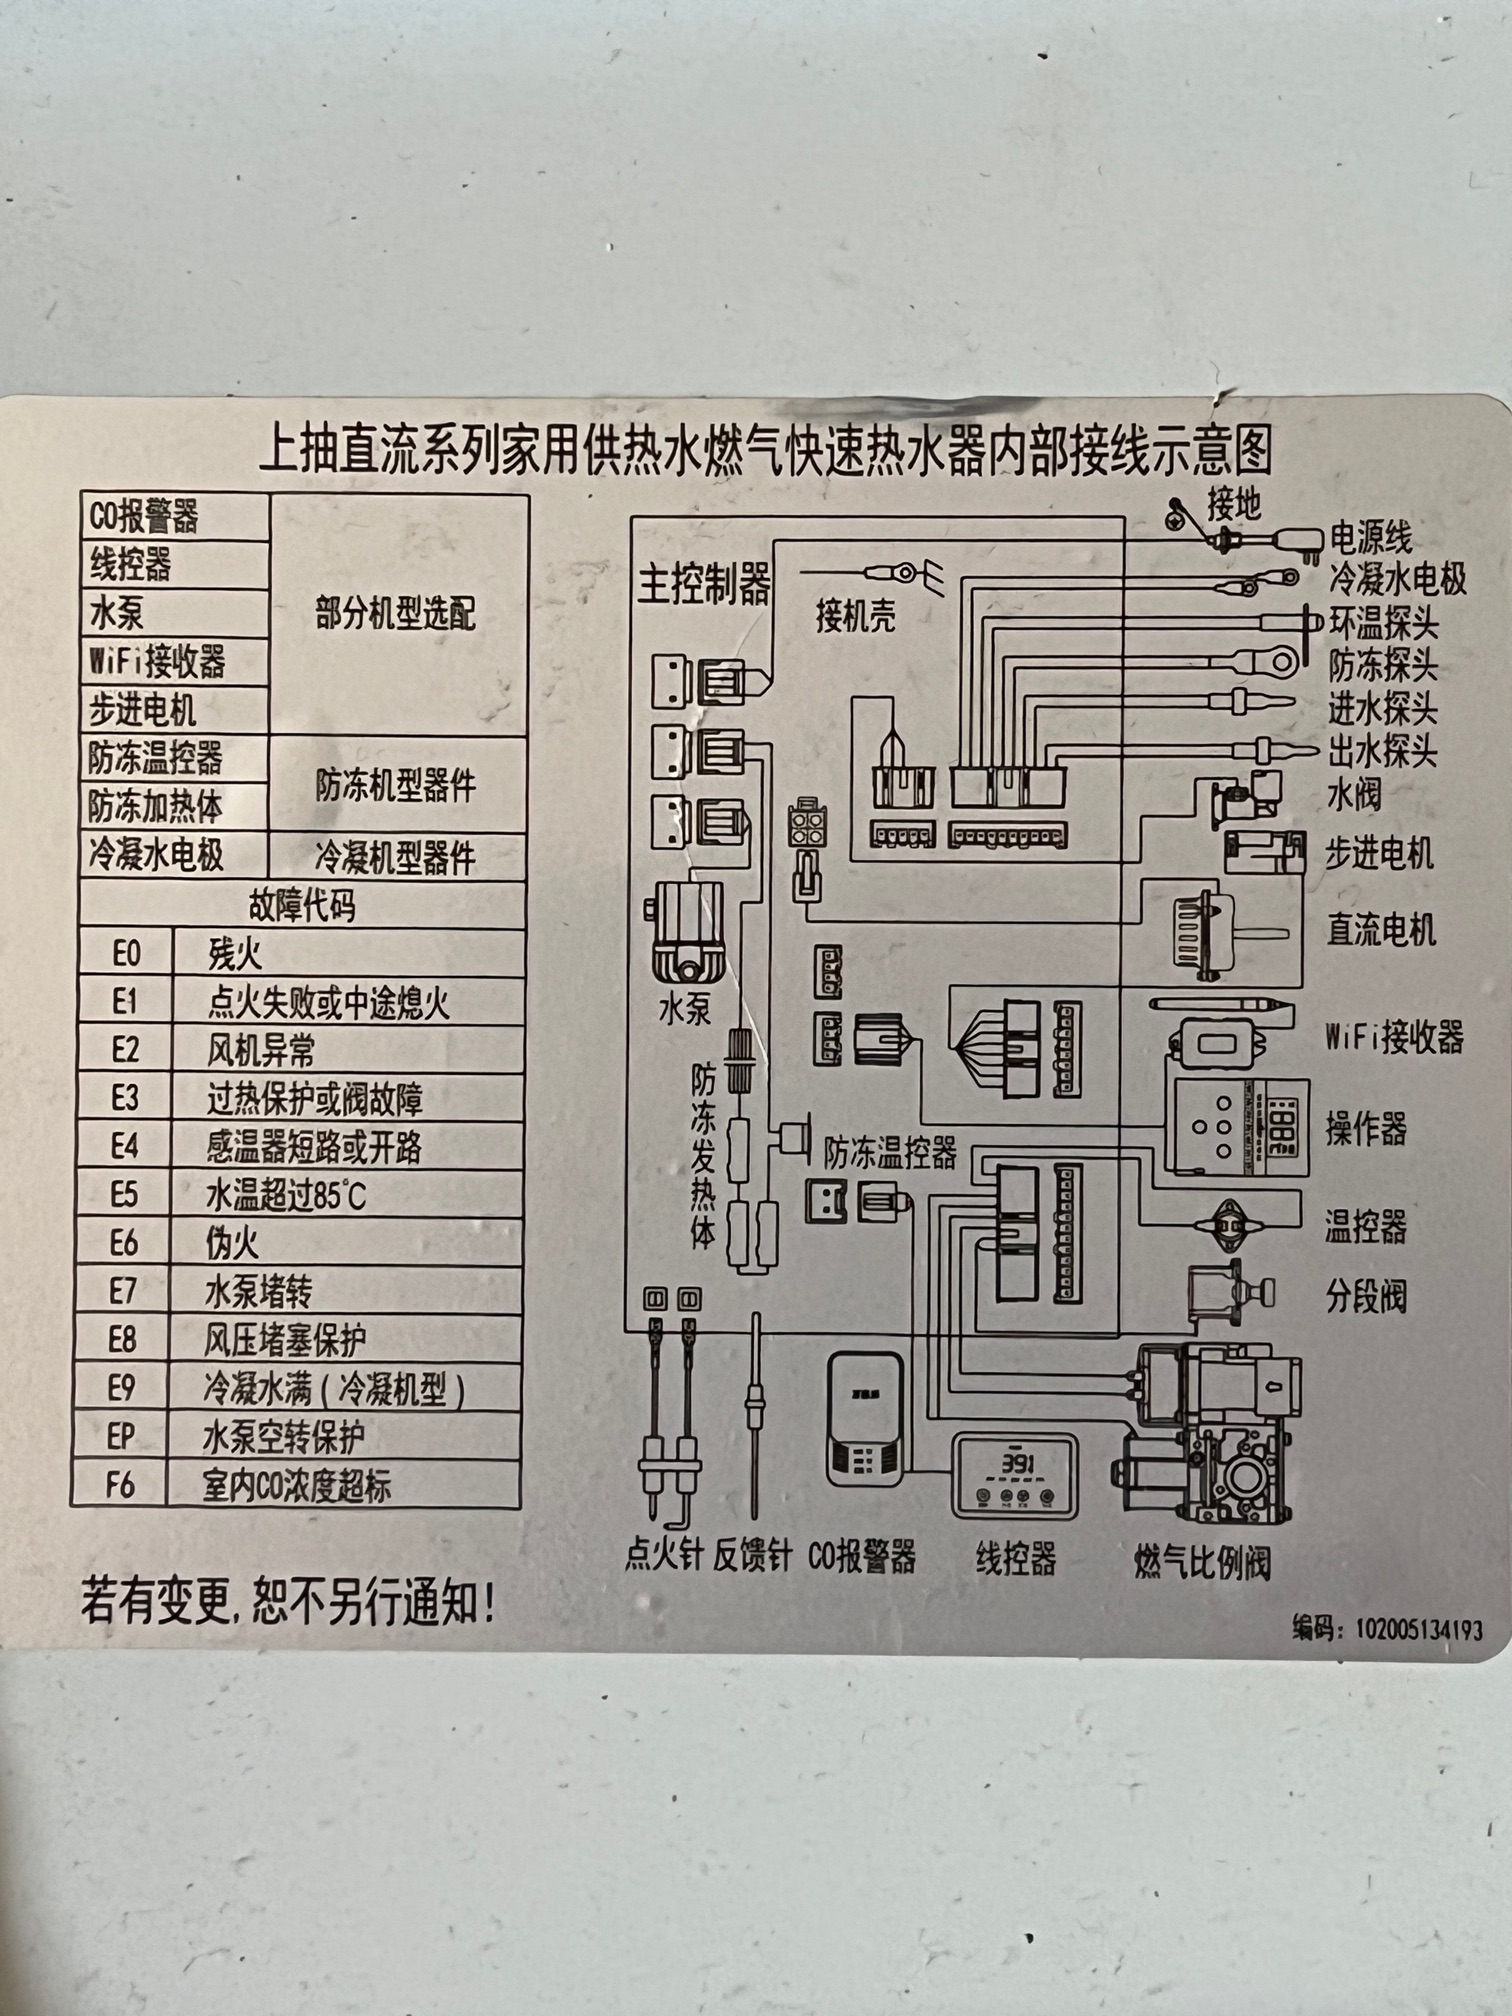 上抽直流系列家用供热水燃气快速热水器内部接线示意图
CO报警器
线控器
水泵
WiFi接收器
步进电机
部分机型选配
防冻温控器
防冻加热体
防冻机型器件
冷凝水电极 冷凝机型器件
故障代码
E0 残火
E1 点火失败或中途熄火
E2 风机异常
E3 过热保护或阀故障
E4 感温器短路或开路
E5 水温超过85℃
E6 伪火
E7 水泵堵转
E8 风压堵塞保护
E9 冷凝水满(冷凝机型)
EP 水泵空转保护
F6 室内CO浓度超标
若有变更,恕不另行通知!
主控制器
接机壳
接地
电源线
冷凝水电极
环温探头
防冻探头
进水探头
出水探头
水阀
步进电机
直流电机
WiFi接收器
操作器
温控器
分段阀
水泵
防冻发热体
防冻温控器
391
点火针 反馈针 CO报警器 线控器 燃气比例阀
编码：102005134193